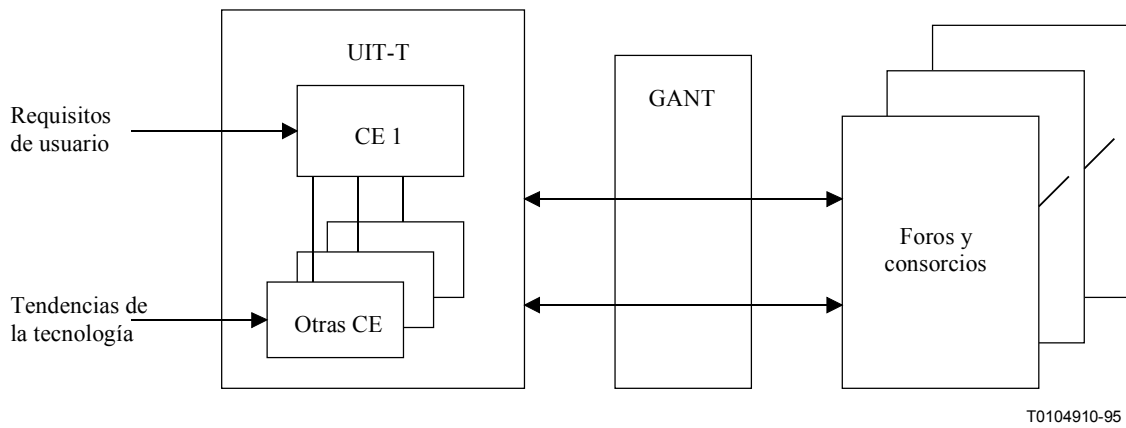 UIT-T
GANT
Requisitos
de usuario
CE 1
Foros y
consorcios
Tendencias de
la tecnología
Otras CE
T0104910-95